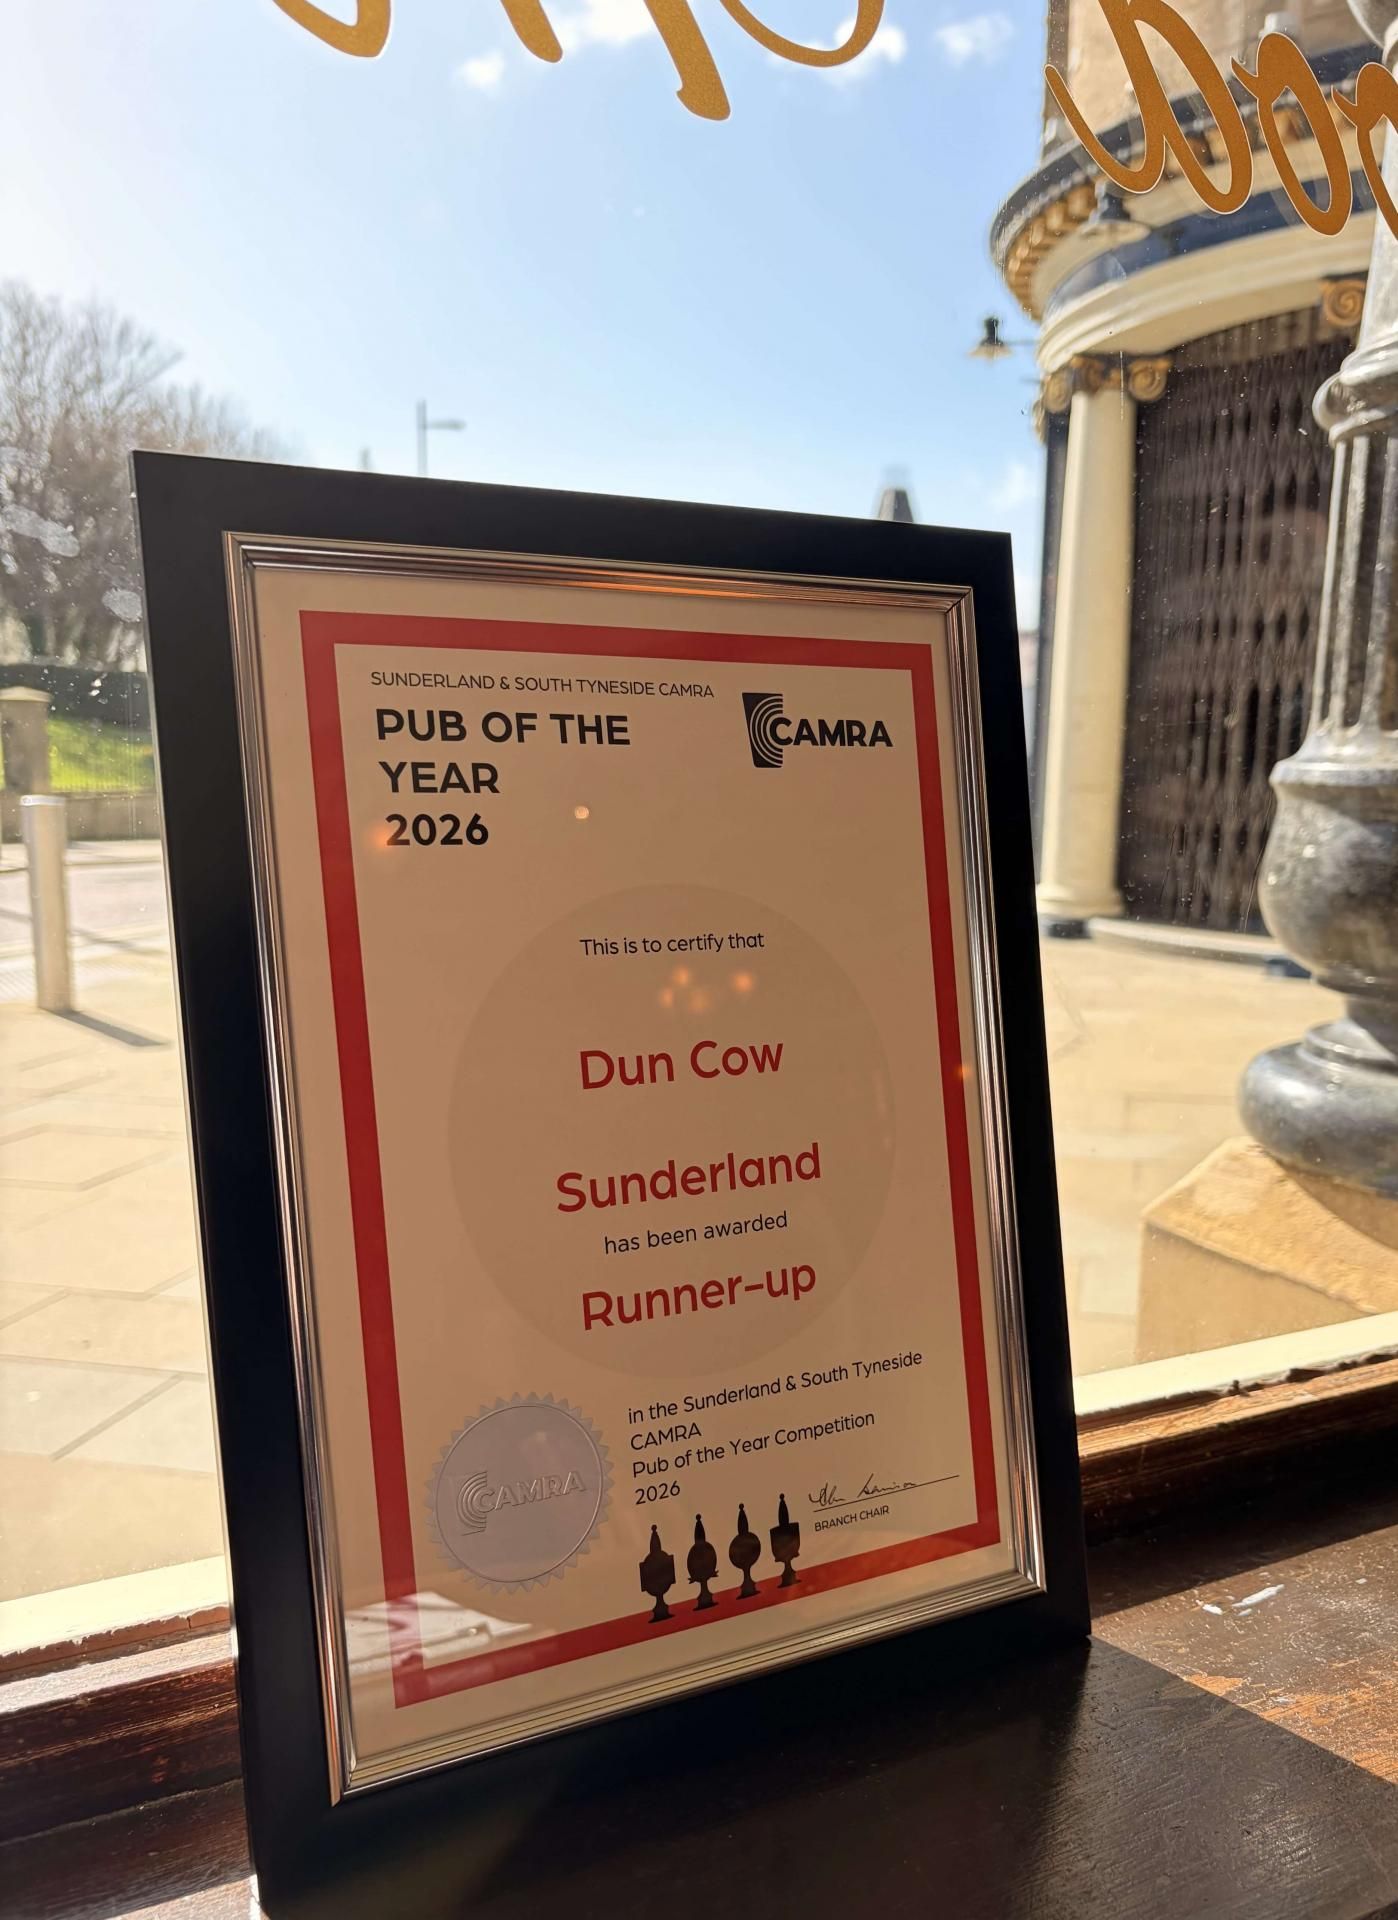 SUNDERLAND & SOUTH TYNESIDE CAMRA
PUB OF THE
YEAR
2026
CAMRA
This is to certify that
Dun Cow
Sunderland
has been awarded
Runner-up
in the Sunderland & South Tyneside
CAMRA
Pub of the Year Competition
2026
CAMRA
BRANCH CHAIR